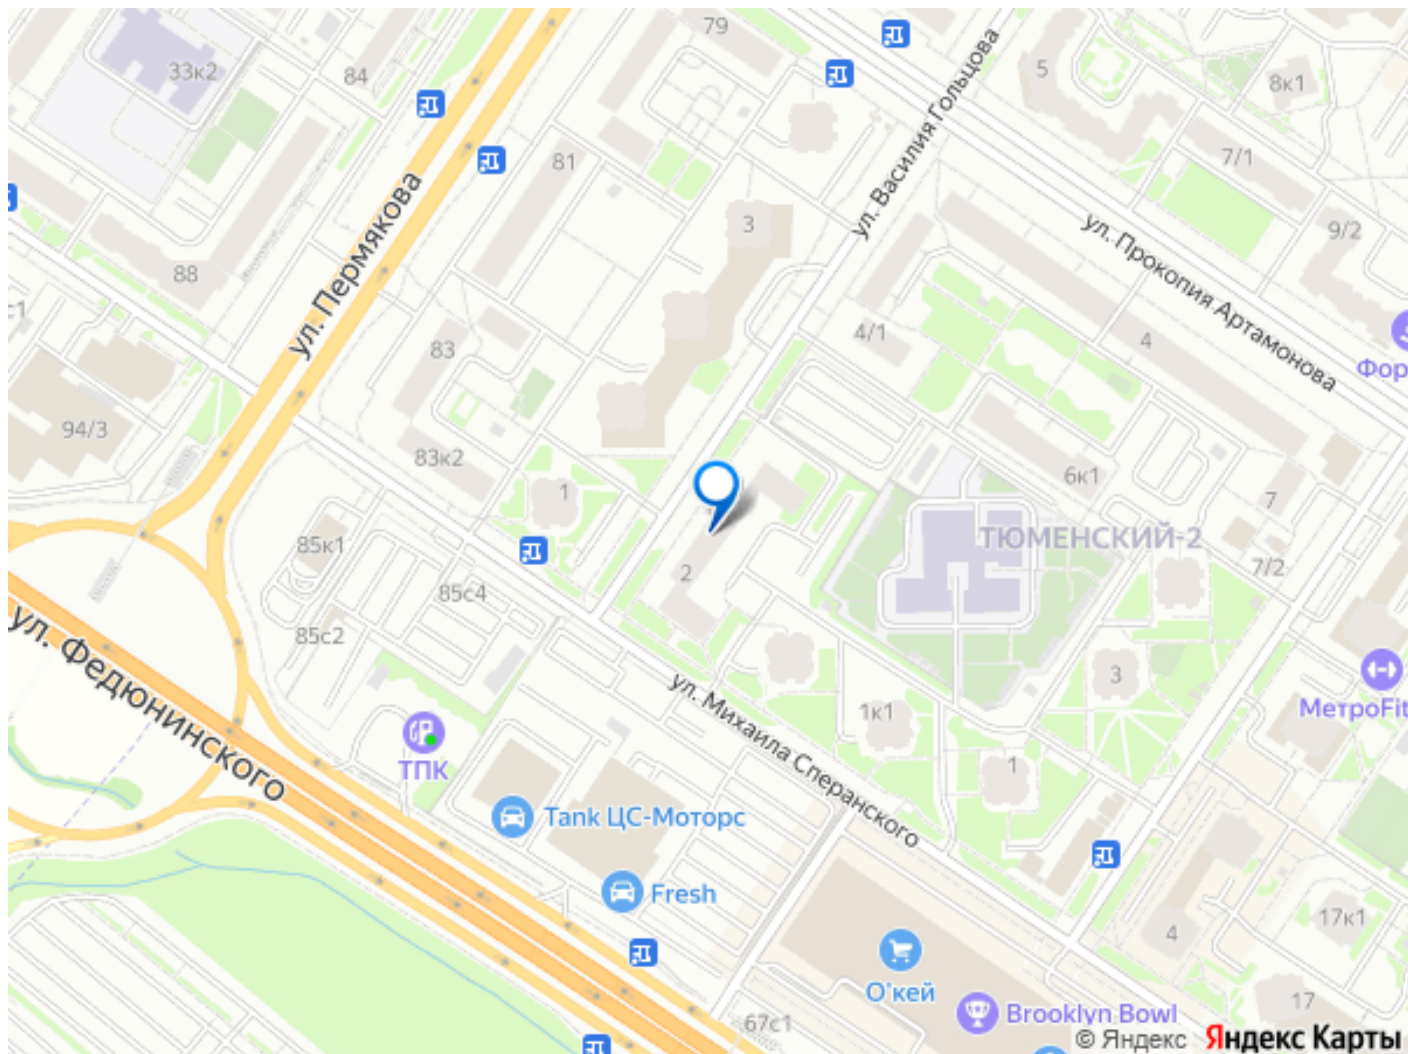 79
33к2
84
5
8к1
ул. Василия Гольцова
7/1
81
ул. Пермякова
3
ул. Прокопия Артамонова
9/2
88
с1
83
4/1
4
Фор
94/3
83к2
1
6к1
7
85к1
ТЮМЕНСКИЙ-2
7/2
2
85с4
85с2
ул. Федюнинского
ул. Михаила Сперанского
3
1к1
МетроFit
ТПК
1
Tank ЦС-Моторс
Fresh
17к1
4
О'кей
17
Brooklyn Bowl
67с1
© Яндекс Яндекс Карты